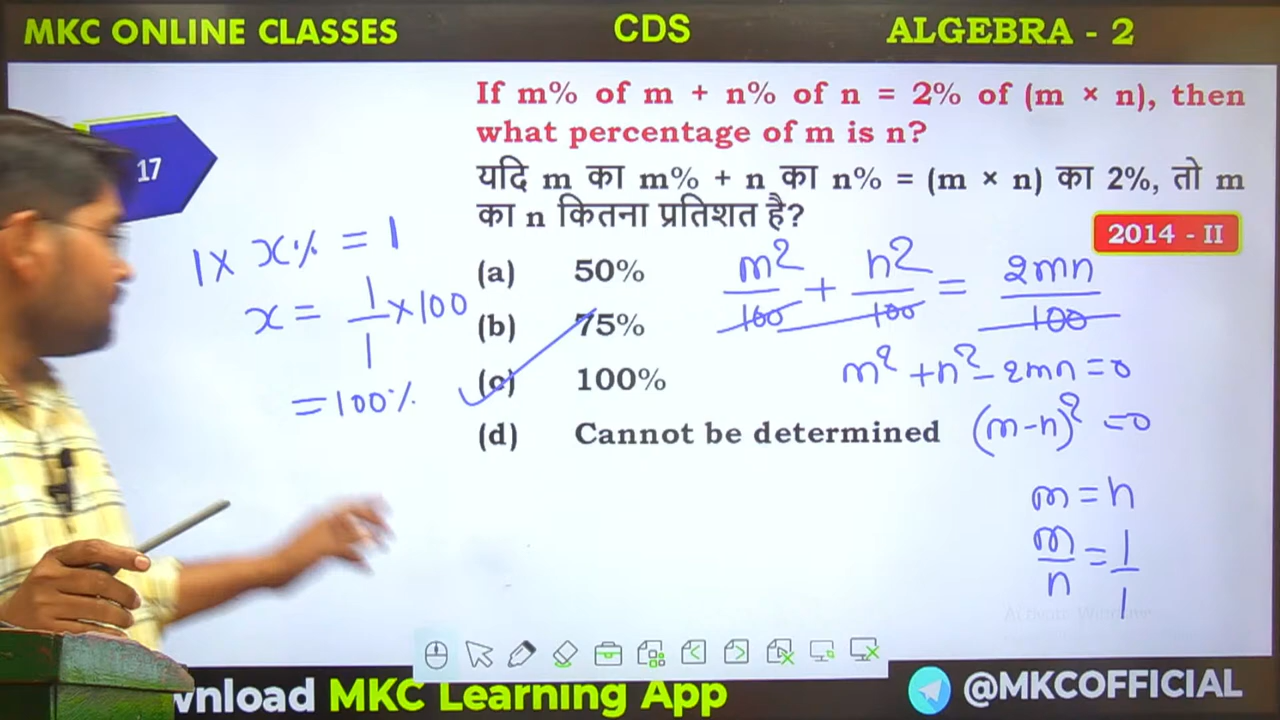 MKC ONLINE CLASSES CDS ALGEBRA - 2
17
If m% of m + n% of n = 2% of (m × n), then
what percentage of m is n?
यदि m का m% + n का n% = (m × n) का 2%, तो m
का n कितना प्रतिशत है?
2014 - II
(a) 50%
(b) 75%
(c) 100%
(d) Cannot be determined
1 × x% = 1
x = 1/1 × 100
= 100%
m²/100 + n²/100 = 2mn/100
m² + n² - 2mn = 0
(m - n)² = 0
m = n
m/n = 1/1
wnload MKC Learning App
@MKCOFFICIAL